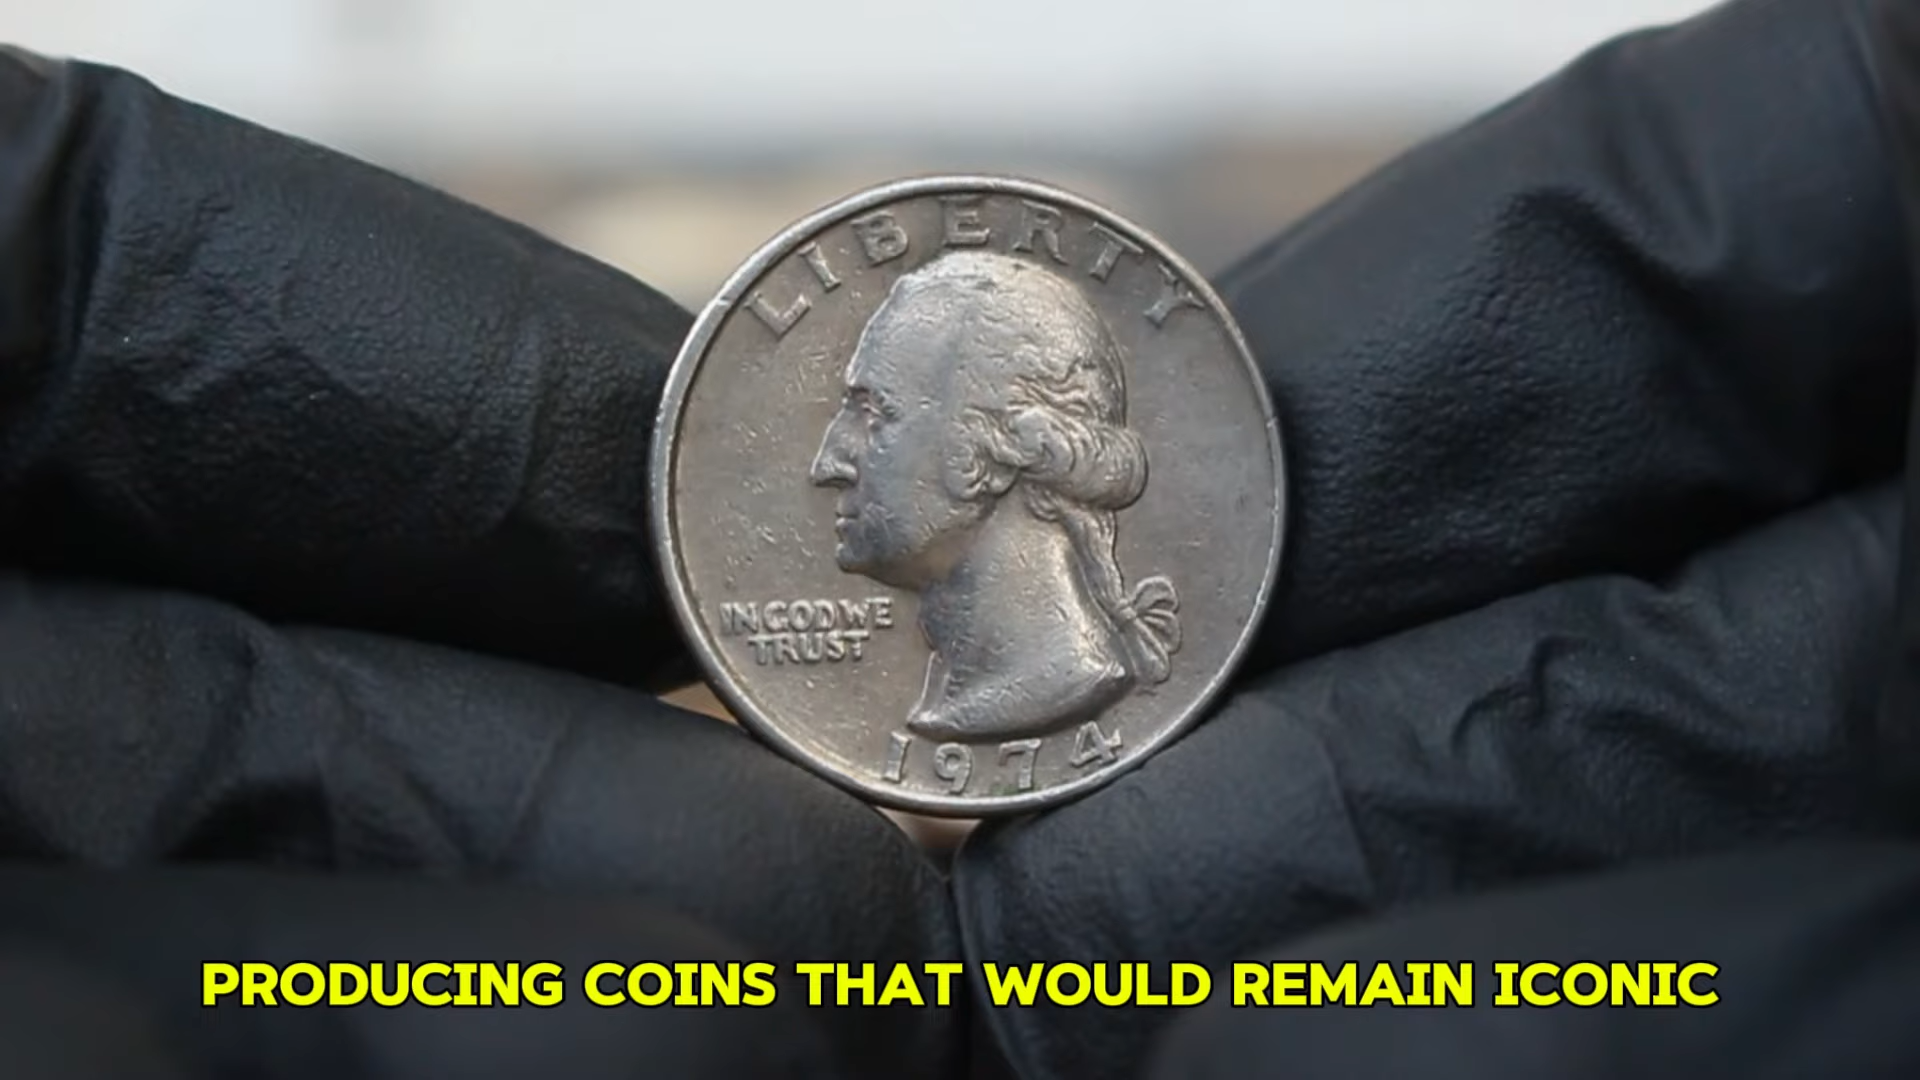 LIBERTY
IN GOD WE
TRUST
1974
PRODUCING COINS THAT WOULD REMAIN ICONIC